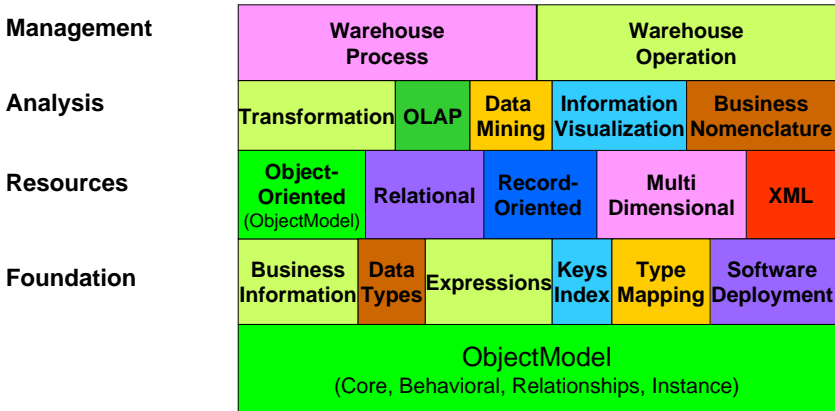 Management
Warehouse
Process
Warehouse
Operation
Analysis
Transformation
OLAP
Data
Mining
Information
Visualization
Business
Nomenclature
Resources
Object-
Oriented
(ObjectModel)
Relational
Record-
Oriented
Multi
Dimensional
XML
Foundation
Business
Information
Data
Types
Expressions
Keys
Index
Type
Mapping
Software
Deployment
ObjectModel
(Core, Behavioral, Relationships, Instance)